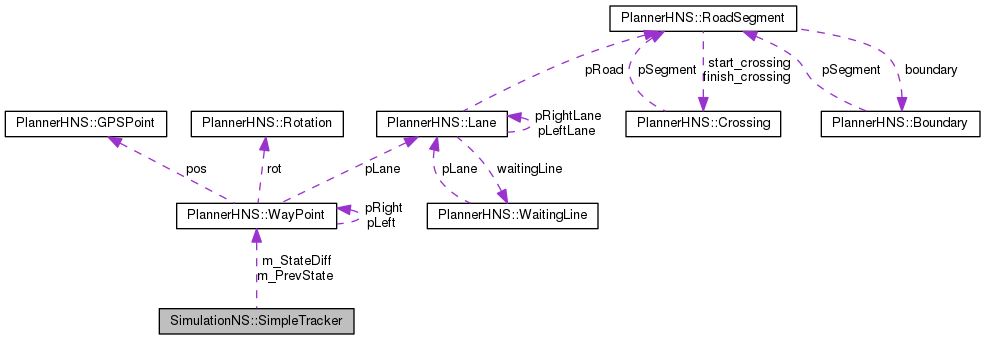 PlannerHNS::RoadSegment
start_crossing
finish_crossing
pRoad
pSegment
pSegment
boundary
PlannerHNS::GPSPoint
PlannerHNS::Rotation
PlannerHNS::Lane
pRightLane
pLeftLane
PlannerHNS::Crossing
PlannerHNS::Boundary
pos
rot
pLane
pLane
waitingLine
PlannerHNS::WayPoint
pRight
pLeft
PlannerHNS::WaitingLine
m_StateDiff
m_PrevState
SimulationNS::SimpleTracker